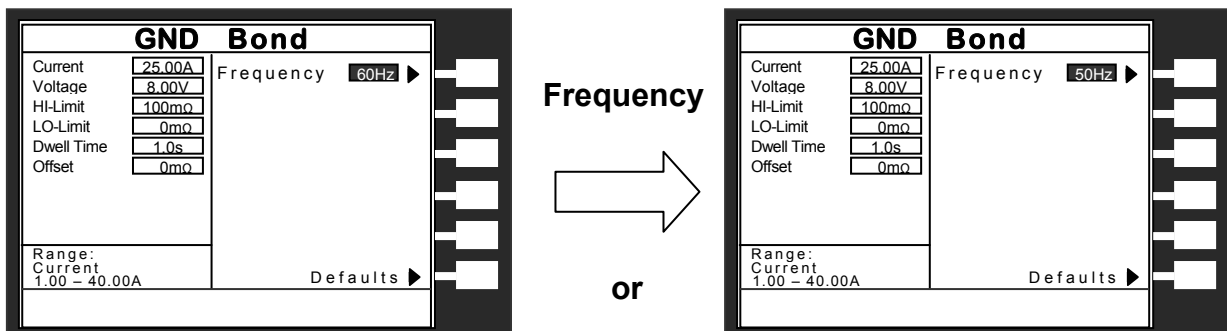 GND Bond
Current 25.00A
Voltage 8.00V
HI-Limit 100mΩ
LO-Limit 0mΩ
Dwell Time 1.0s
Offset 0mΩ
Frequency 60Hz
Range:
Current
1.00 – 40.00A
Defaults
Frequency
or
GND Bond
Current 25.00A
Voltage 8.00V
HI-Limit 100mΩ
LO-Limit 0mΩ
Dwell Time 1.0s
Offset 0mΩ
Frequency 50Hz
Range:
Current
1.00 – 40.00A
Defaults